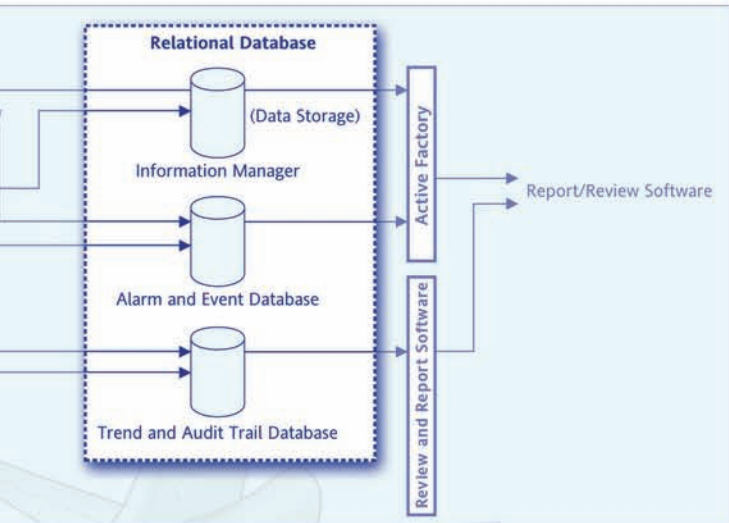 Relational Database
(Data Storage)
Information Manager
Active Factory
Report/Review Software
Alarm and Event Database
Review and Report Software
Trend and Audit Trail Database